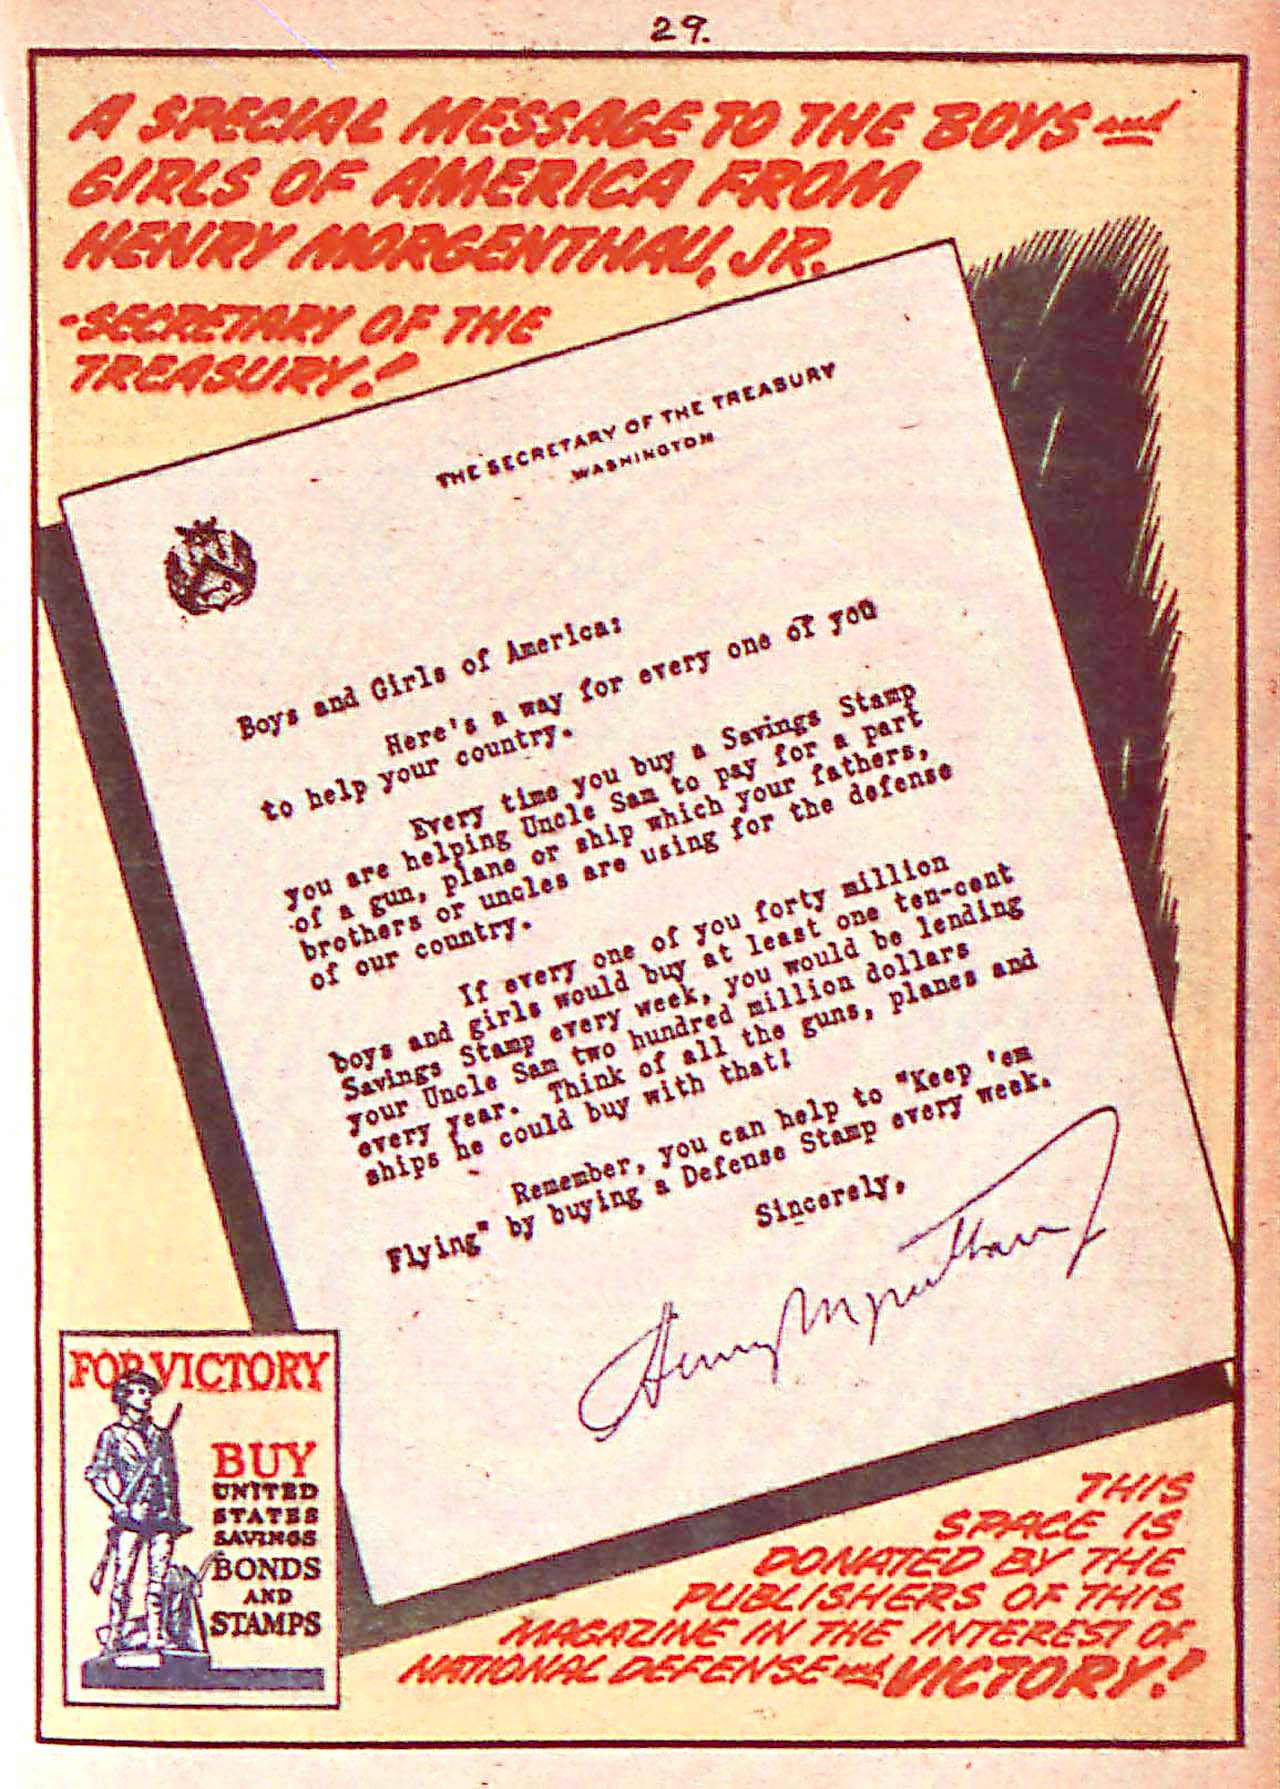 29.
A SPECIAL MESSAGE TO THE BOYS and
GIRLS OF AMERICA FROM
HENRY MORGENTHAU, JR.
-SECRETARY OF THE
TREASURY!
THE SECRETARY OF THE TREASURY
WASHINGTON
Boys and Girls of America:
Here's a way for every one of you
to help your country.
Every time you buy a Savings Stamp
you are helping Uncle Sam to pay for a part
of a gun, plane or ship which your fathers,
brothers or uncles are using for the defense
of our country.
If every one of you forty million
boys and girls would buy at least one ten-cent
Savings Stamp every week, you would be lending
your Uncle Sam two hundred million dollars
every year. Think of all the guns, planes and
ships he could buy with that!
Remember, you can help to "Keep 'em
Flying" by buying a Defense Stamp every week.
Sincerely,
Henry Morgenthau Jr
FOR VICTORY
BUY
UNITED
STATES
SAVINGS
BONDS
AND
STAMPS
THIS
SPACE IS
DONATED BY THE
PUBLISHERS OF THIS
MAGAZINE IN THE INTEREST OF
NATIONAL DEFENSE and VICTORY!